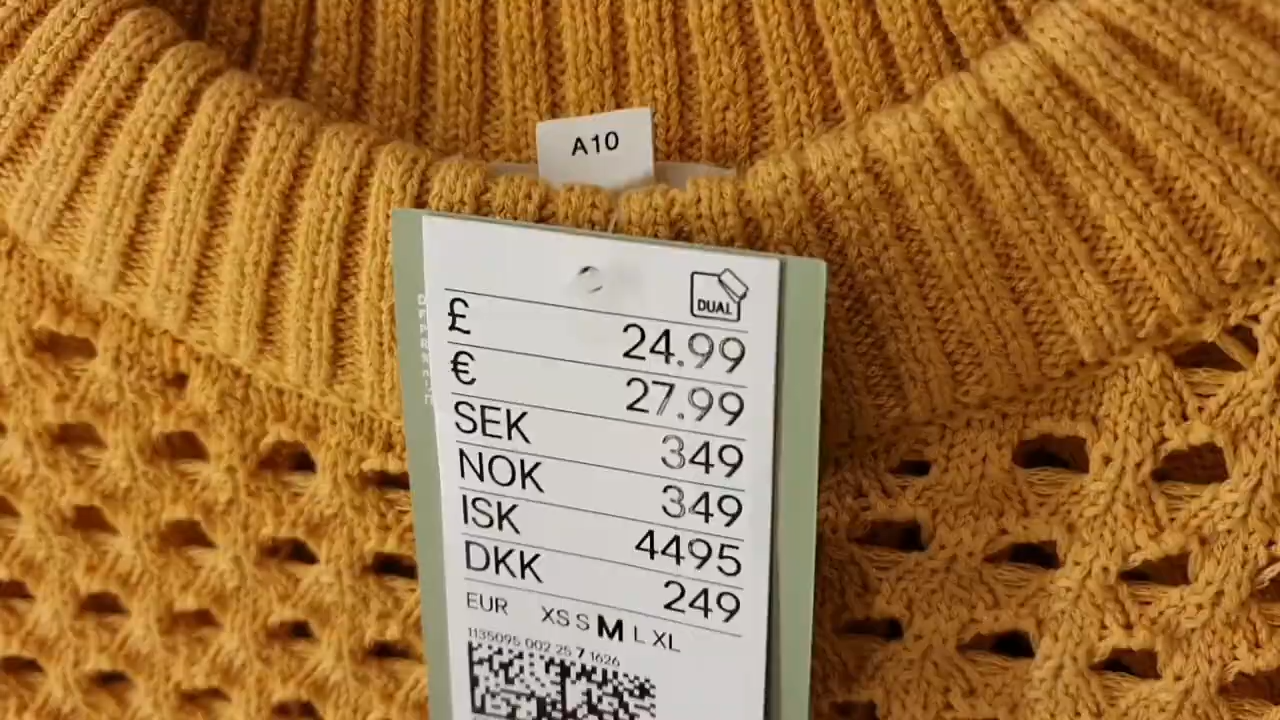 A10
DUAL
£ 24.99
€ 27.99
SEK 349
NOK 349
ISK 4495
DKK 249
EUR XS S M L XL
1135095 002 25 7 1626